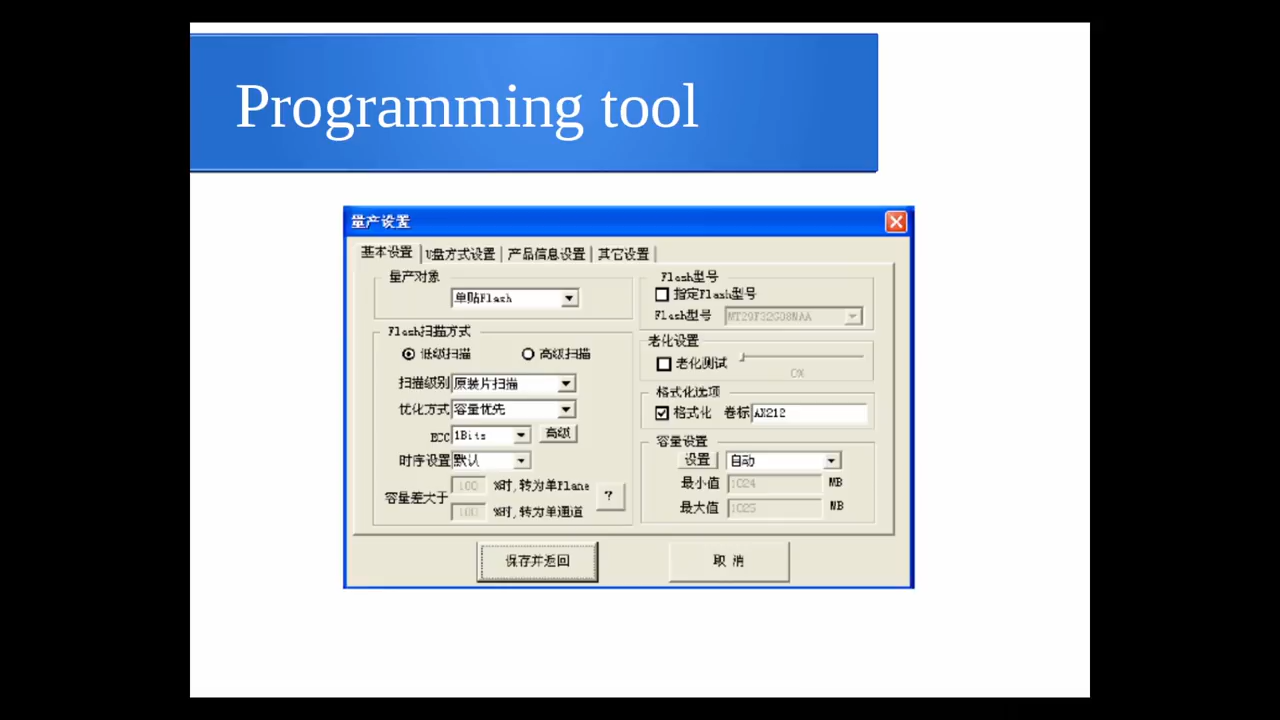 Programming tool
量产设置
基本设置 U盘方式设置 产品信息设置 其它设置
量产对象
单贴Flash
Flash扫描方式
低级扫描 高级扫描
扫描级别 原装片扫描
优化方式 容量优先
ECC 1Bits 高级
时序设置 默认
容量差大于
100 %时,转为单Plane
100 %时,转为单通道
?
Flash型号
指定Flash型号
Flash型号 MT29F32G08MAA
老化设置
老化测试
0%
格式化选项
格式化 卷标 AX212
容量设置
设置 自动
最小值 1024 MB
最大值 1025 MB
保存并返回 取 消